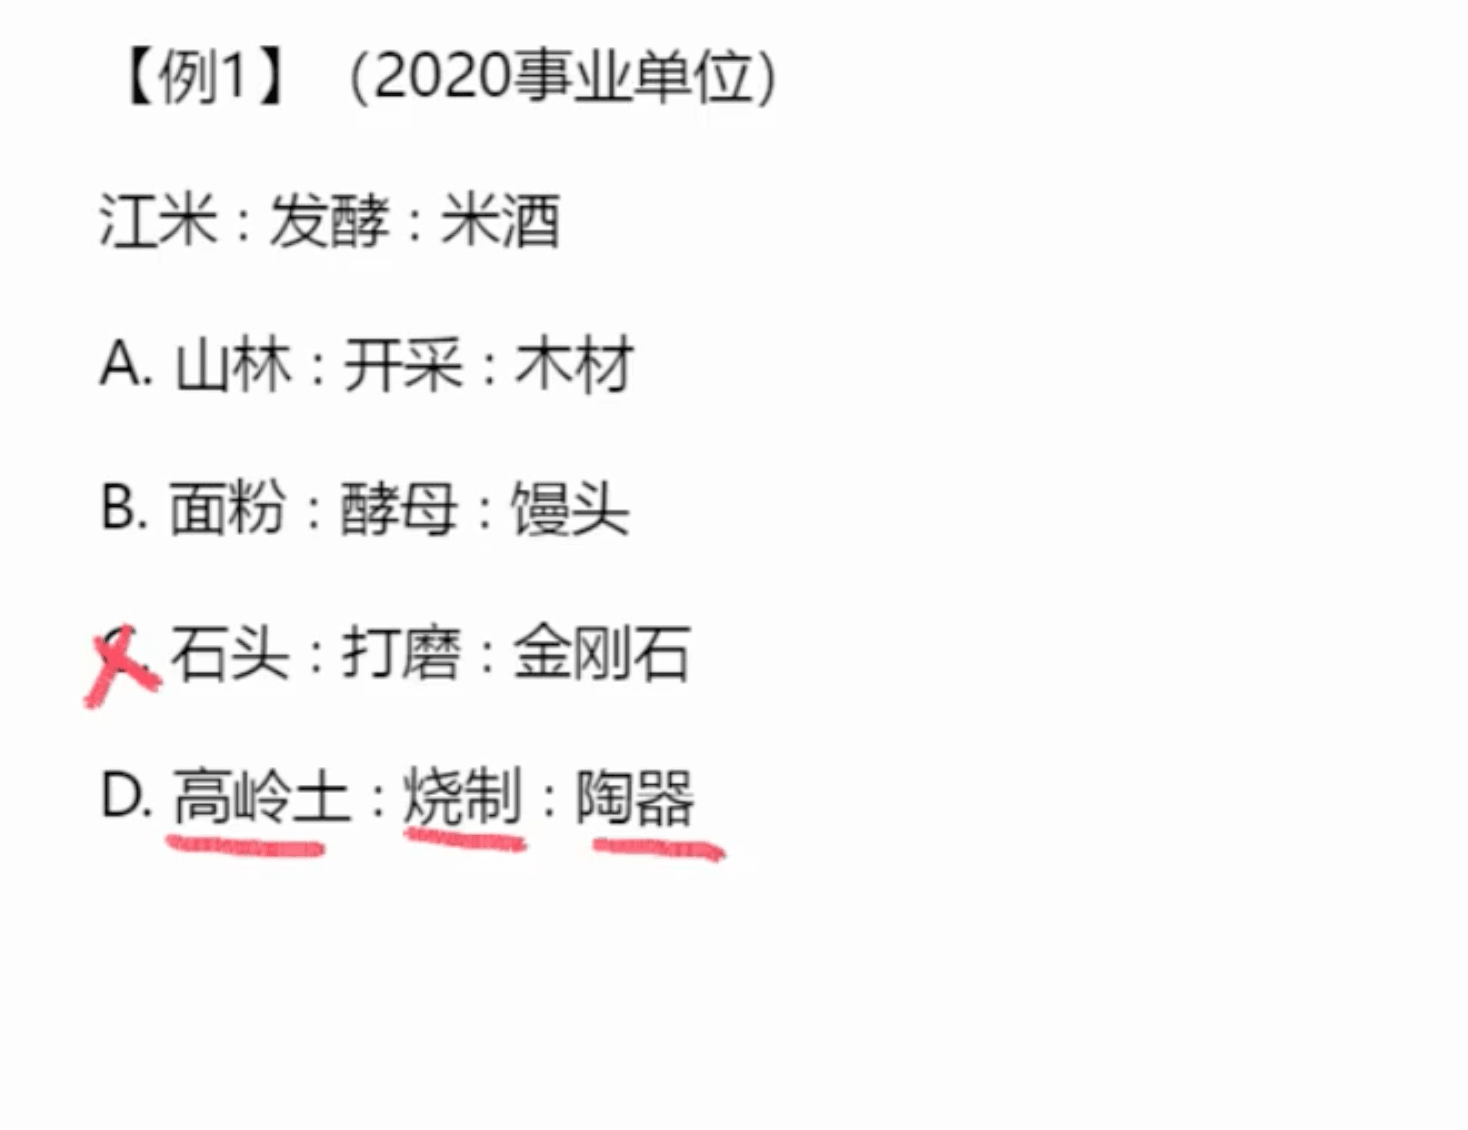 【例1】（2020事业单位）
江米 : 发酵 : 米酒
A. 山林 : 开采 : 木材
B. 面粉 : 酵母 : 馒头
C. 石头 : 打磨 : 金刚石
D. 高岭土 : 烧制 : 陶器